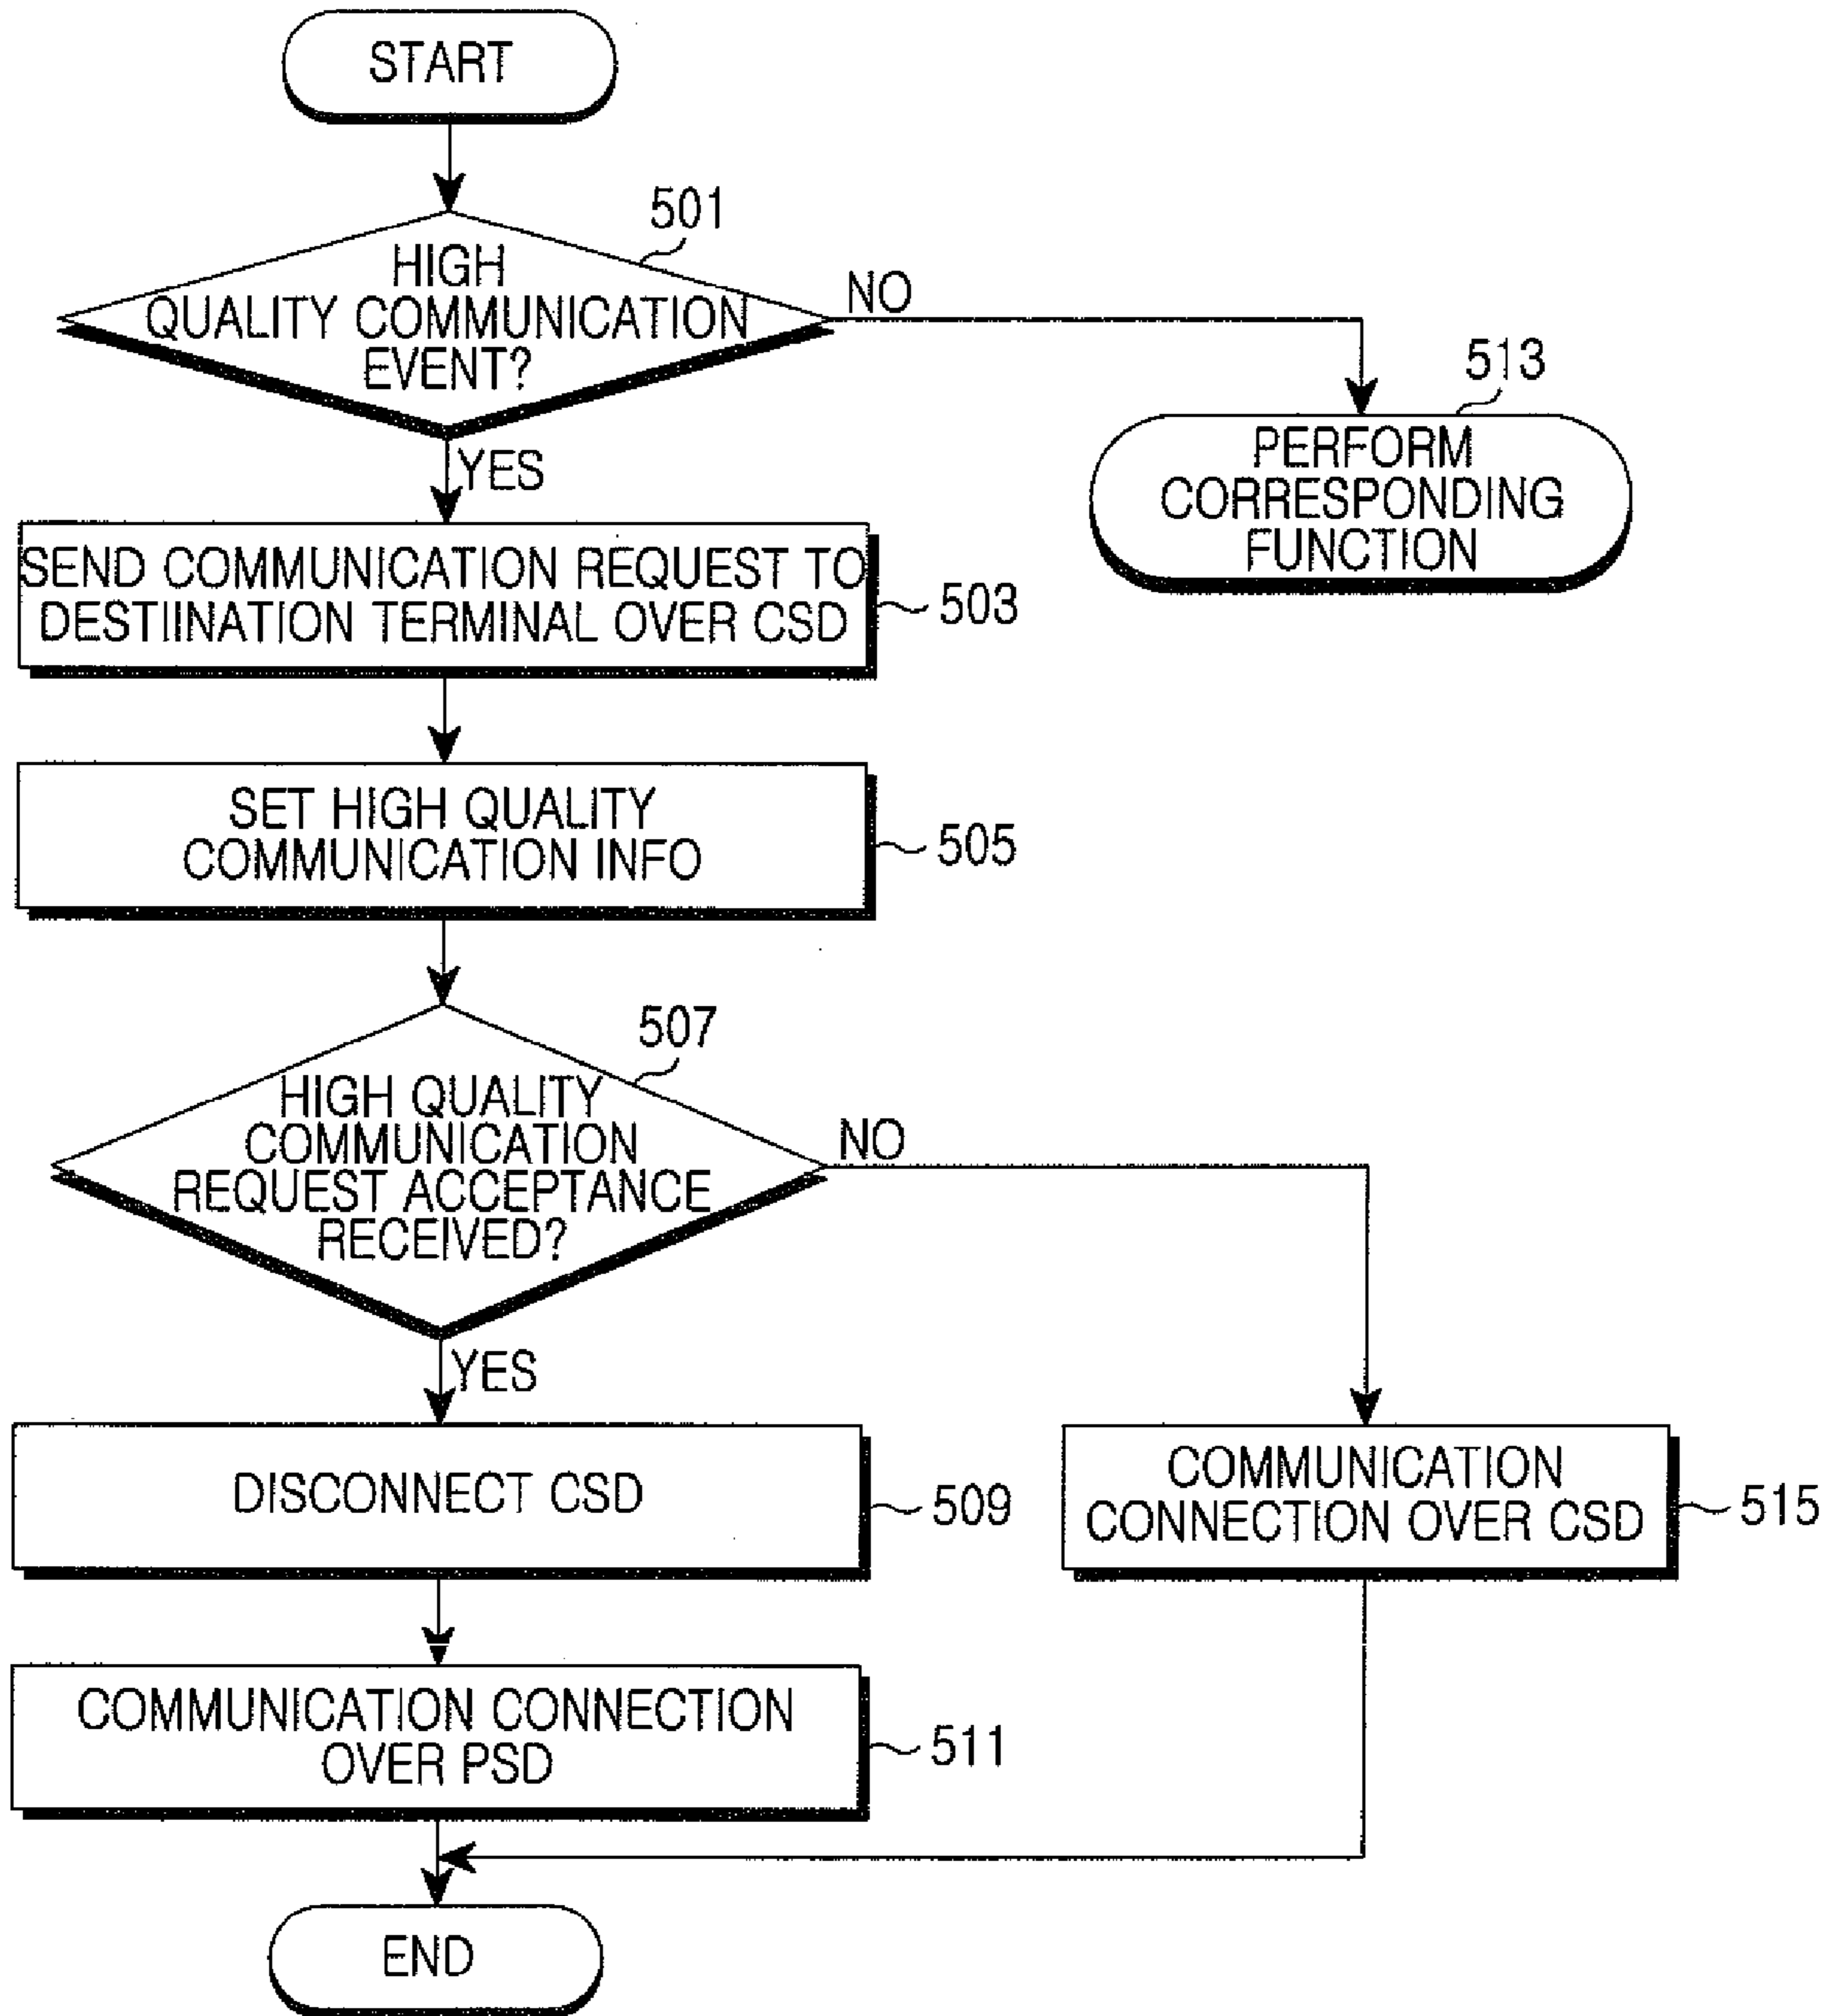 START
501
HIGH
QUALITY COMMUNICATION
EVENT?
NO
YES
513
PERFORM
CORRESPONDING
FUNCTION
SEND COMMUNICATION REQUEST TO
DESTIINATION TERMINAL OVER CSD
503
SET HIGH QUALITY
COMMUNICATION INFO
505
507
HIGH QUALITY
COMMUNICATION
REQUEST ACCEPTANCE
RECEIVED?
NO
YES
DISCONNECT CSD
509
COMMUNICATION
CONNECTION OVER CSD
515
COMMUNICATION CONNECTION
OVER PSD
511
END